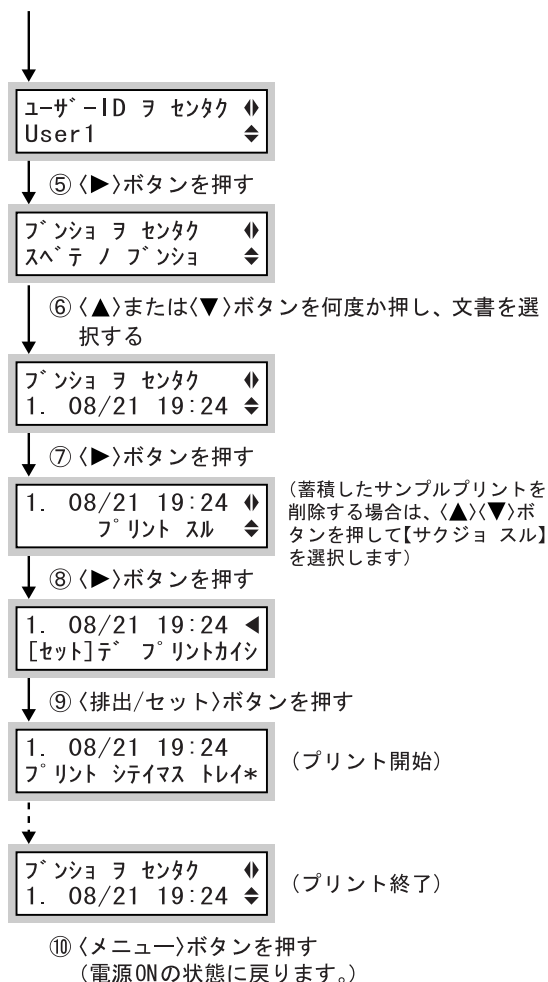 ユーザーID ヲ センタク
User1
⑤〈▶〉ボタンを押す
ブンショ ヲ センタク
スベテ ノ ブンショ
⑥〈▲〉または〈▼〉ボタンを何度か押し、文書を選
択する
ブンショ ヲ センタク
1. 08/21 19:24
⑦〈▶〉ボタンを押す
1. 08/21 19:24
プリント スル
(蓄積したサンプルプリントを
削除する場合は、〈▲〉〈▼〉ボ
タンを押して【サクジョ スル】
を選択します)
⑧〈▶〉ボタンを押す
1. 08/21 19:24 ◀
[セット]デ プリントカイシ
⑨〈排出/セット〉ボタンを押す
1. 08/21 19:24
プリント シテイマス トレイ*
(プリント開始)
ブンショ ヲ センタク
1. 08/21 19:24
(プリント終了)
⑩〈メニュー〉ボタンを押す
(電源ONの状態に戻ります。)